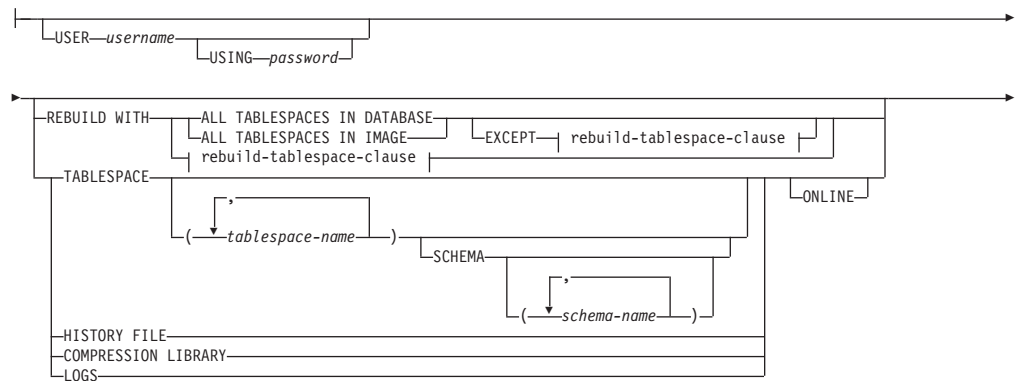 USER username
USING password
REBUILD WITH ALL TABLESPACES IN DATABASE
ALL TABLESPACES IN IMAGE EXCEPT rebuild-tablespace-clause
rebuild-tablespace-clause
TABLESPACE
ONLINE
,
( tablespace-name )
SCHEMA
,
( schema-name )
HISTORY FILE
COMPRESSION LIBRARY
LOGS